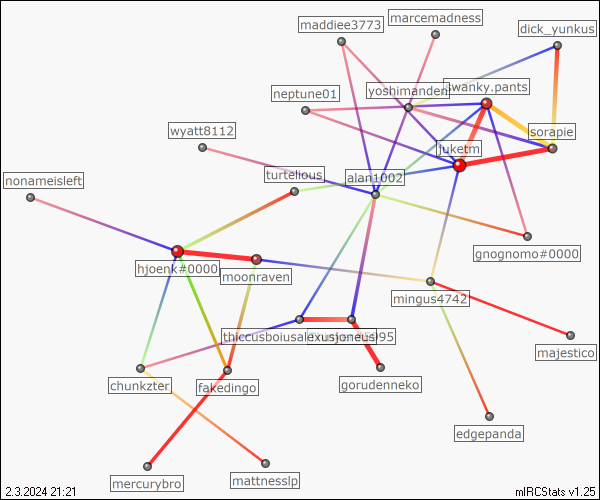 maddiee3773
marcemadness
dick_yunkus
neptune01
yoshimanden
swanky.pants
wyatt8112
sorapie
juketm
nonameisleft
turtelious
alan1002
gnognomo#0000
hjoenk#0000
moonraven
mingus4742
majestico
chunkzter
fakedingo
gorudenneko
edgepanda
mercurybro
mattnesslp
2.3.2024 21:21
mIRCStats v1.25